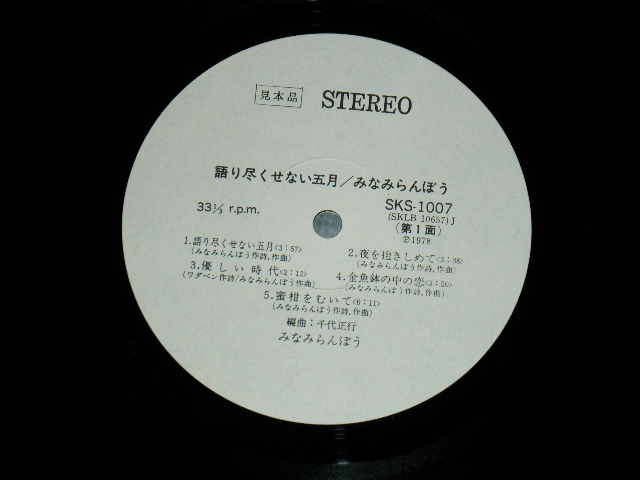 見本品 STEREO
語り尽くせない五月/みなみらんぼう
33⅓ r.p.m.
SKS-1007
(SKLB 10657)J
(第1面)
Ⓟ1978
1.語り尽くせない五月<3:57>
(みなみらんぼう作詩,作曲)
2.夜を抱きしめて<3:38>
(みなみらんぼう作詩,作曲)
3.優しい時代<2:12>
(ワダベン作詩/みなみらんぼう作曲)
4.金魚鉢の中の恋<3:50>
(みなみらんぼう作詩,作曲)
5.蜜柑をむいて<6:11>
(みなみらんぼう作詩,作曲)
編曲:千代正行
みなみらんぼう